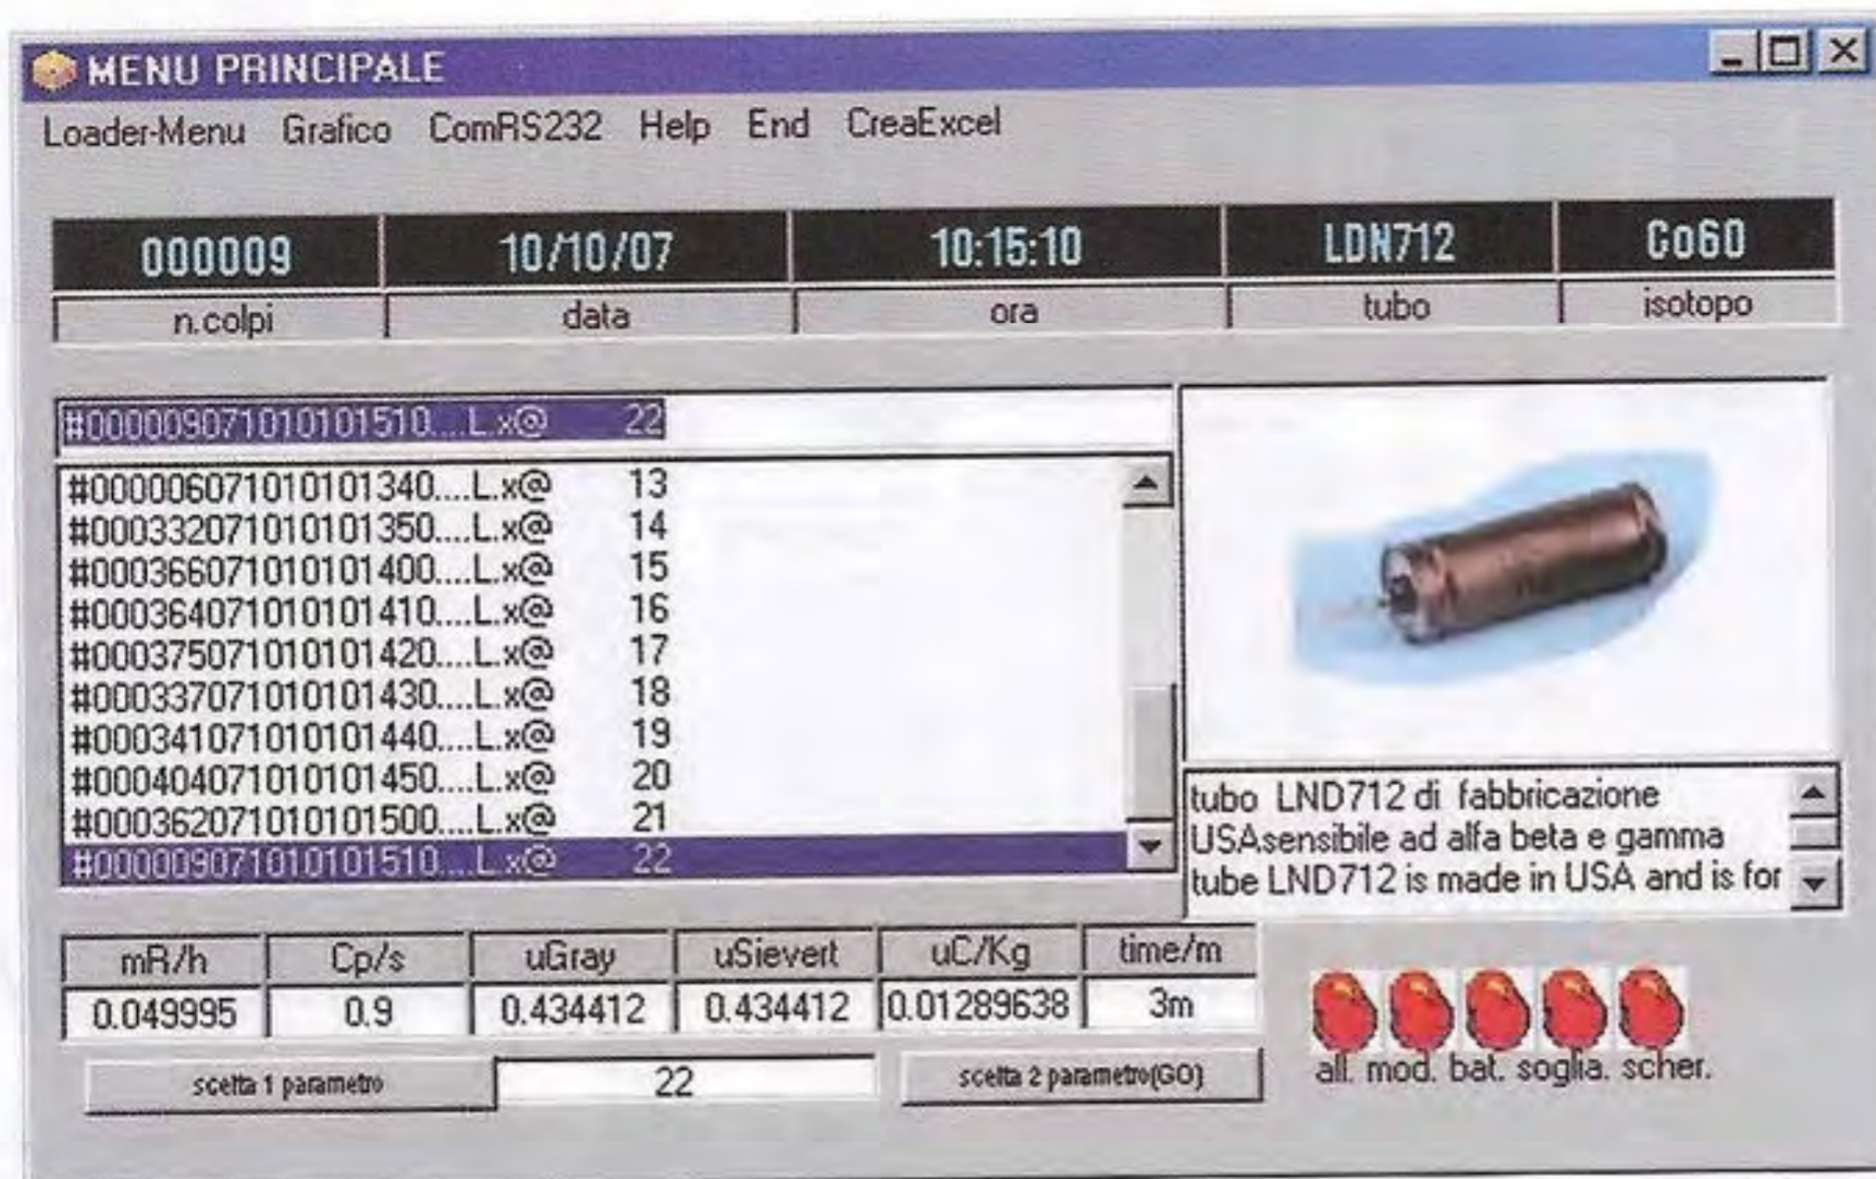 MENU PRINCIPALE
Loader-Menu Grafico ComRS232 Help End CreaExcel
000009 10/10/07 10:15:10 LDN712 Co60
n.colpi data ora tubo isotopo
#0000090710101015 10....L.x@ 22
#000006071010101340....L.x@ 13
#000332071010101350....L.x@ 14
#000366071010101400....L.x@ 15
#000364071010101410....L.x@ 16
#000375071010101420....L.x@ 17
#000337071010101430....L.x@ 18
#000341071010101440....L.x@ 19
#000404071010101450....L.x@ 20
#000362071010101500....L.x@ 21
#000009071010101510....L.x@ 22
tubo LND712 di fabbricazione
USAsensibile ad alfa beta e gamma
tube LND712 is made in USA and is for
mR/h Cp/s uGray uSievert uC/Kg time/m
0.049995 0.9 0.434412 0.434412 0.01289638 3m
scelta 1 parametro 22 scelta 2 parametro(GO)
all. mod. bat. soglia. scher.